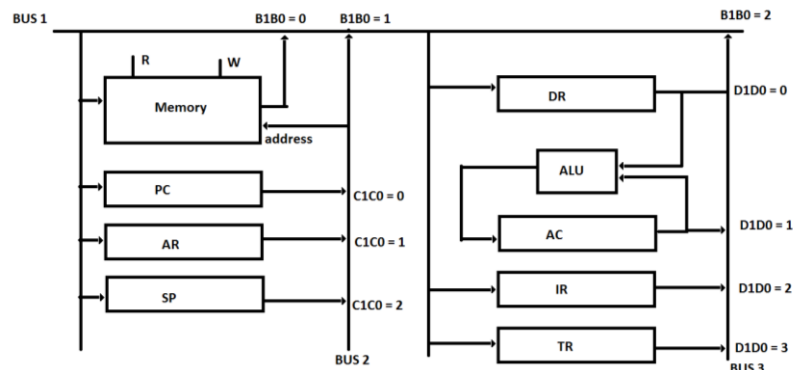 BUS 1
B1B0 = 0
B1B0 = 1
B1B0 = 2
R
W
Memory
address
PC
C1C0 = 0
AR
C1C0 = 1
SP
C1C0 = 2
BUS 2
DR
D1D0 = 0
ALU
AC
D1D0 = 1
IR
D1D0 = 2
TR
D1D0 = 3
BUS 3